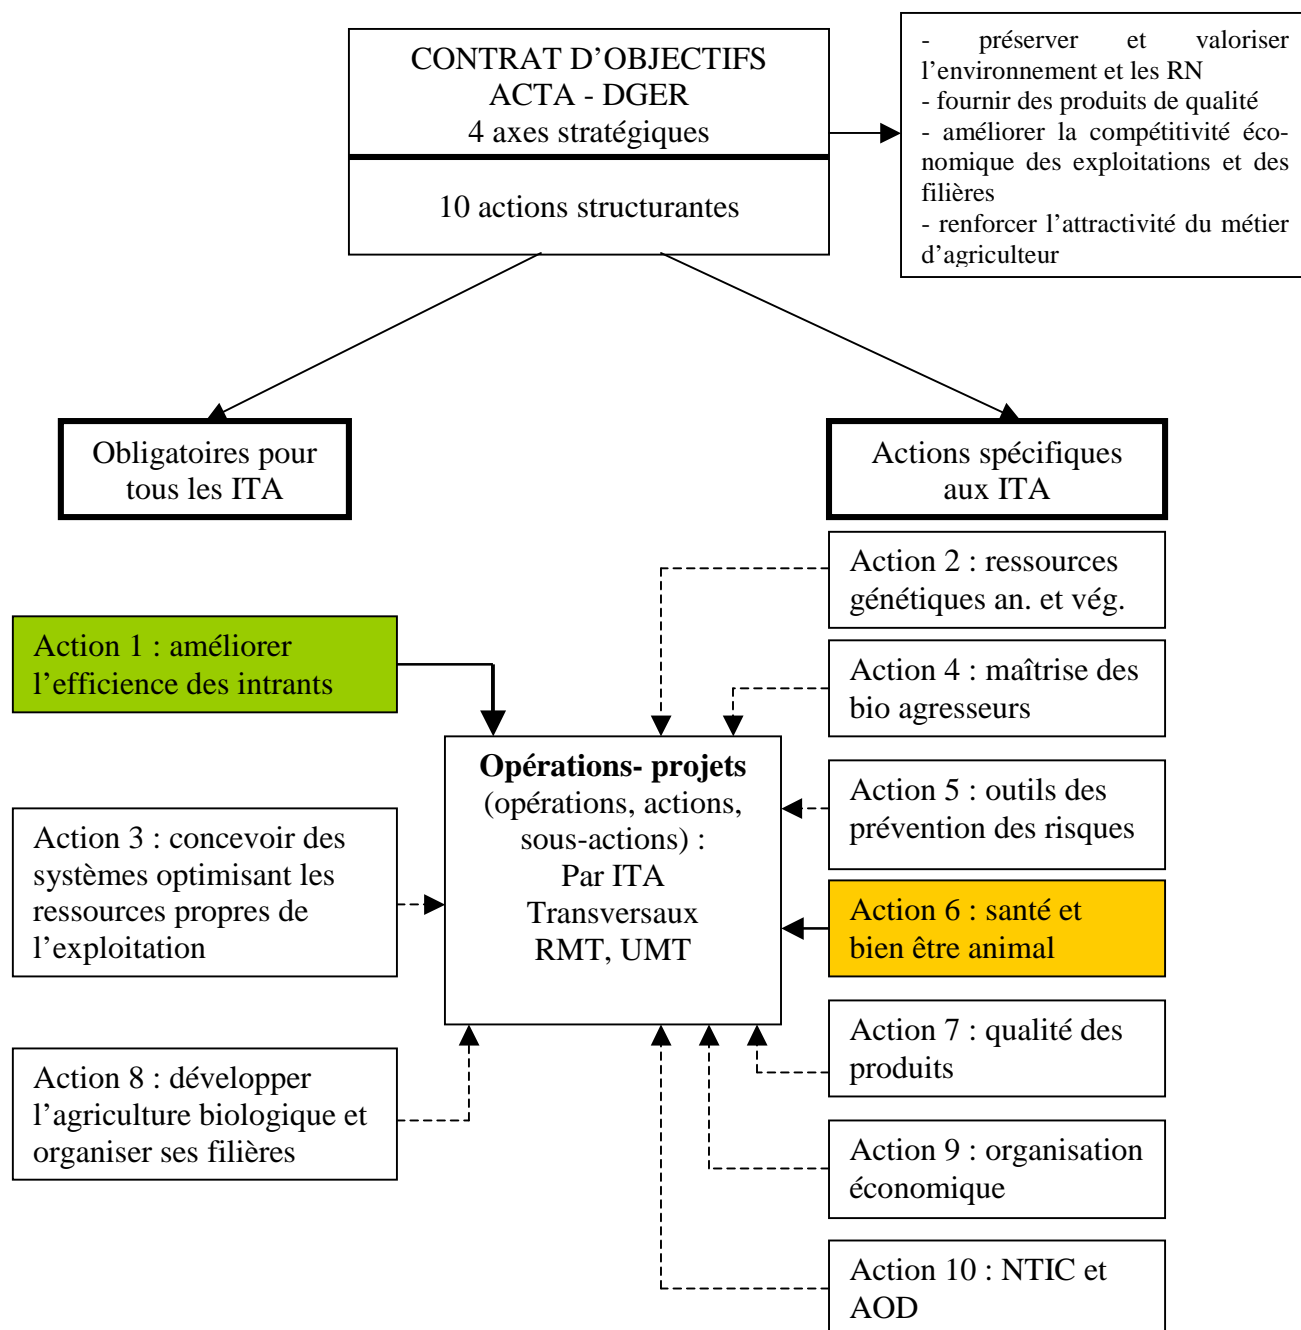 CONTRAT D’OBJECTIFS
ACTA - DGER
4 axes stratégiques
10 actions structurantes
- préserver et valoriser
l’environnement et les RN
- fournir des produits de qualité
- améliorer la compétitivité éco-
nomique des exploitations et des
filières
- renforcer l’attractivité du métier
d’agriculteur
Obligatoires pour
tous les ITA
Actions spécifiques
aux ITA
Action 1 : améliorer
l’efficience des intrants
Action 3 : concevoir des
systèmes optimisant les
ressources propres de
l’exploitation
Action 8 : développer
l’agriculture biologique et
organiser ses filières
Opérations- projets
(opérations, actions,
sous-actions) :
Par ITA
Transversaux
RMT, UMT
Action 2 : ressources
génétiques an. et vég.
Action 4 : maîtrise des
bio agresseurs
Action 5 : outils des
prévention des risques
Action 6 : santé et
bien être animal
Action 7 : qualité des
produits
Action 9 : organisation
économique
Action 10 : NTIC et
AOD